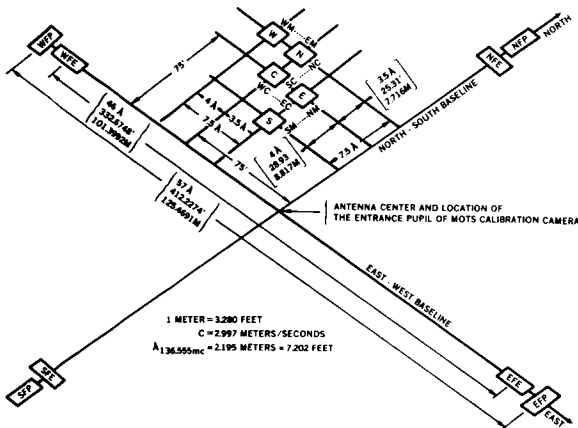 WFP
WFE
W
N
C
E
S
WM....EM
SC....NC
WC....EC
SM....NM
75'
4 Å
3.5 Å
7.5 Å
75'
3.5 Å
25.31'
7.716M
4 Å
28.93
8.817M
7.5 Å
NFE
NFP
NORTH
NORTH - SOUTH BASELINE
46 Å
332.6748'
101.3992M
57 Å
412.2274'
125.4691M
ANTENNA CENTER AND LOCATION OF
THE ENTRANCE PUPIL OF MOTS CALIBRATION CAMERA
EAST - WEST BASELINE
1 METER = 3.280 FEET
C = 2.997 METERS/SECONDS
Å136.555mc = 2.195 METERS = 7.202 FEET
SFE
SFP
EFE
EFP
EAST